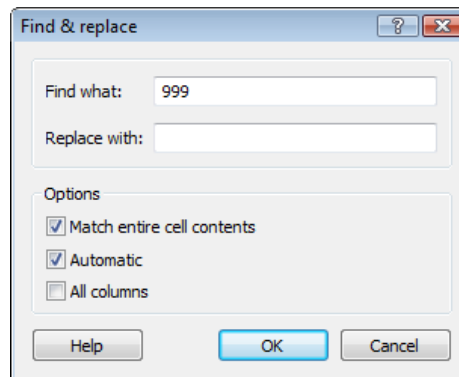 Find & replace
Find what: 999
Replace with:
Options
Match entire cell contents
Automatic
All columns
Help OK Cancel